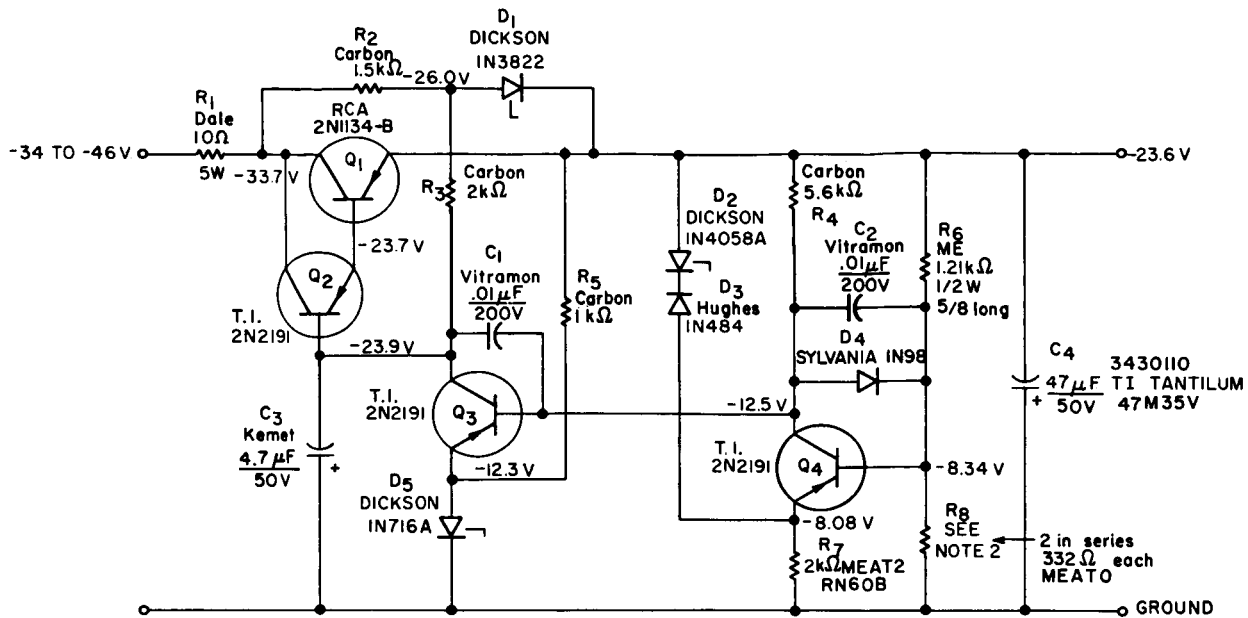 D1
DICKSON
1N3822
R2
Carbon
1.5kΩ
-26.0V
L
R1
Dale
10Ω
5W
-34 TO -46V
-33.7V
RCA
2N1134-B
Q1
-23.6V
Carbon
2kΩ
R3
Carbon
5.6kΩ
R4
D2
DICKSON
1N4058A
-23.7V
C2
Vitramon
.01μF
200V
R6
ME
1.21kΩ
1/2W
5/8 long
Q2
T.I.
2N2191
C1
Vitramon
.01μF
200V
R5
Carbon
1kΩ
D3
Hughes
1N484
D4
SYLVANIA 1N98
-23.9V
C4
47μF
50V
+
3430110
TI TANTILUM
47M35V
T.I.
2N2191
Q3
-12.5V
C3
Kemet
4.7μF
50V
+
T.I.
2N2191
Q4
-8.34V
-12.3V
D5
DICKSON
1N716A
-8.08V
R8
SEE
NOTE 2
2 in series
332Ω each
MEATO
R7
2kΩ MEAT2
RN60B
GROUND